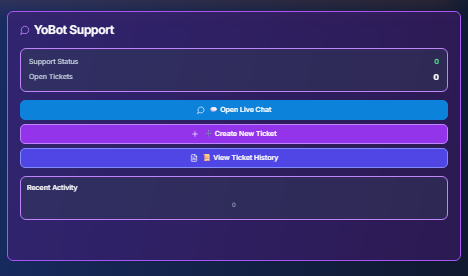 YoBot Support
Support Status 0
Open Tickets 0
💬 Open Live Chat
➕ Create New Ticket
📜 View Ticket History
Recent Activity
0